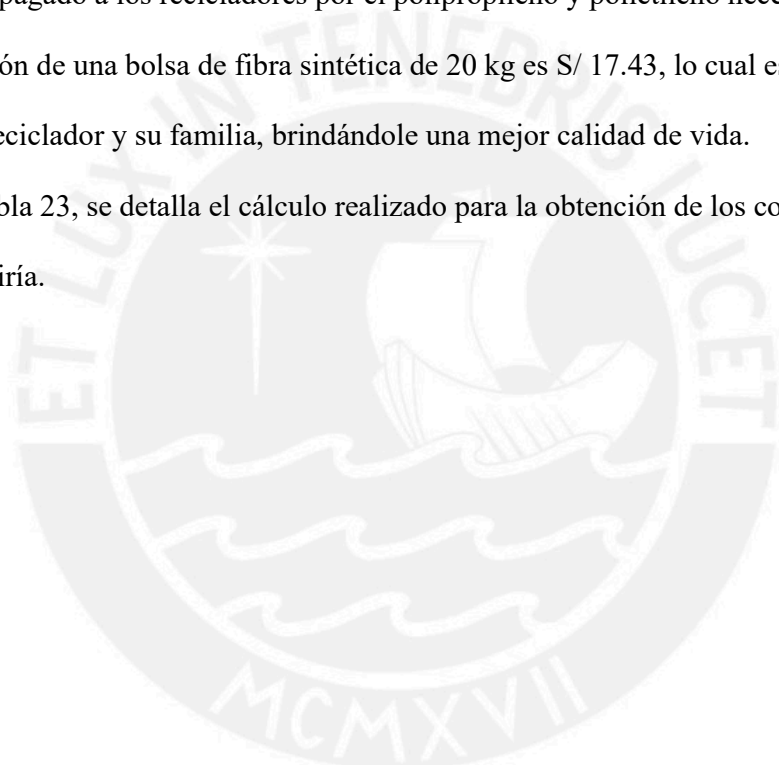 pagado a los recicladores por el polipropileno y polietileno
ón de una bolsa de fibra sintética de 20 kg es S/ 17.43, lo cual es
eciclador y su familia, brindándole una mejor calidad de vida.
bla 23, se detalla el cálculo realizado para la obtención de los co
iría.
ET LUX IN TENEBRIS LUCET
MCMXVII